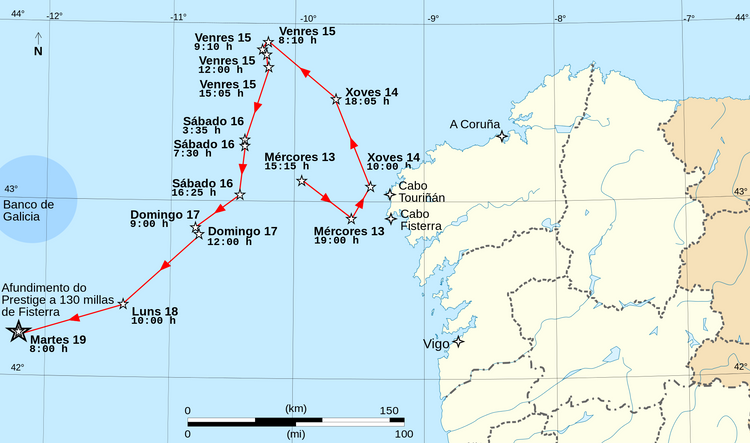 44°
-12°
-11°
-10°
-9°
-8°
-7°
44°
N
Venres 15
9:10 h
Venres 15
8:10 h
Venres 15
12:00 h
Venres 15
15:05 h
Xoves 14
18:05 h
Sábado 16
3:35 h
Sábado 16
7:30 h
A Coruña
Mércores 13
15:15 h
Xoves 14
10:00 h
43°
Sábado 16
16:25 h
Cabo
Touriñán
43°
Banco de
Galicia
Domingo 17
9:00 h
Domingo 17
12:00 h
Mércores 13
19:00 h
Cabo
Fisterra
Afundimento do
Prestige a 130 millas
de Fisterra
Luns 18
10:00 h
Martes 19
8:00 h
Vigo
42°
42°
0
(km)
150
0
(mi)
100